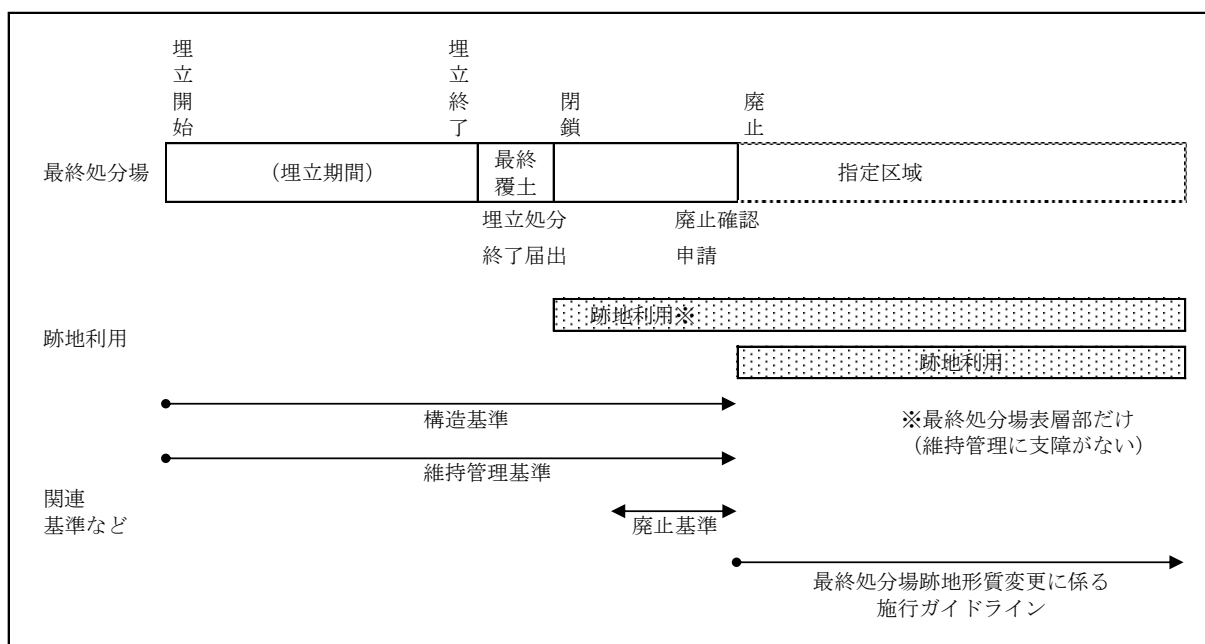 埋立開始
埋立終了
閉鎖
廃止
最終処分場
(埋立期間)
最終
覆土
指定区域
埋立処分
終了届出
廃止確認
申請
跡地利用※
跡地利用
跡地利用
構造基準
※最終処分場表層部だけ
（維持管理に支障がない）
維持管理基準
関連
基準など
廃止基準
最終処分場跡地形質変更に係る
施行ガイドライン